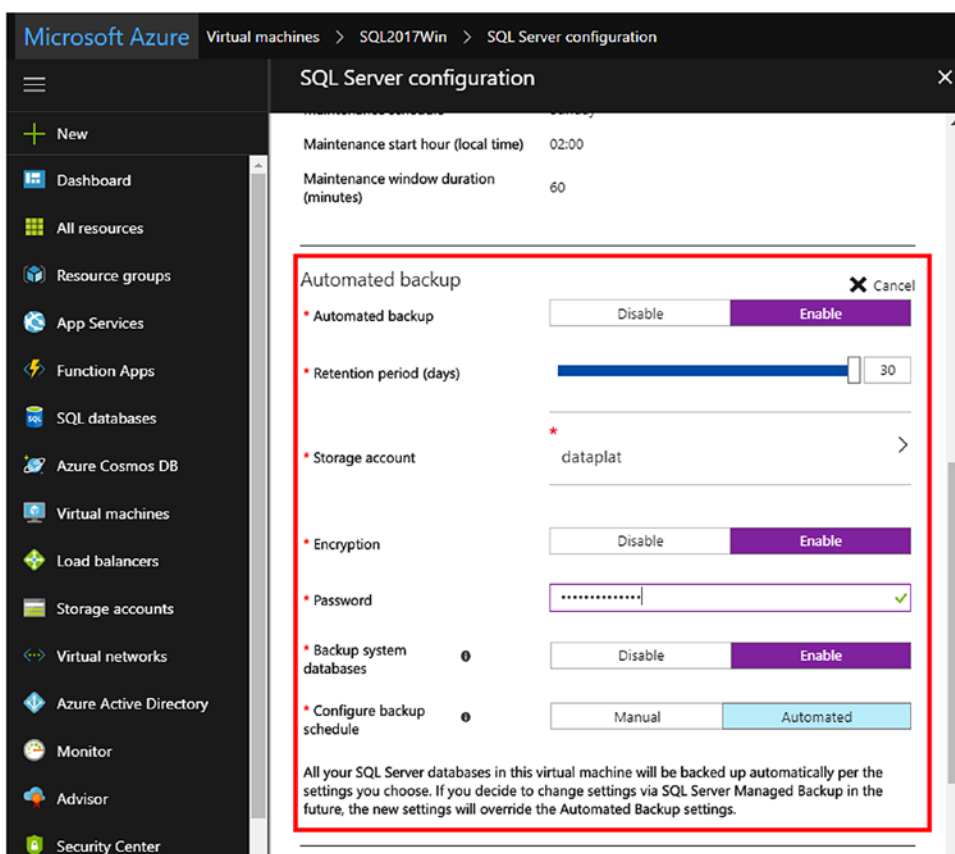 Microsoft Azure Virtual machines > SQL2017Win > SQL Server configuration
SQL Server configuration
New
Dashboard
All resources
Resource groups
App Services
Function Apps
SQL databases
Azure Cosmos DB
Virtual machines
Load balancers
Storage accounts
Virtual networks
Azure Active Directory
Monitor
Advisor
Security Center
Maintenance start hour (local time) 02:00
Maintenance window duration
(minutes) 60
Automated backup
Cancel
* Automated backup Disable Enable
* Retention period (days) 30
*
* Storage account dataplat
* Encryption Disable Enable
* Password ••••••••••••••
* Backup system
databases Disable Enable
* Configure backup
schedule Manual Automated
All your SQL Server databases in this virtual machine will be backed up automatically per the
settings you choose. If you decide to change settings via SQL Server Managed Backup in the
future, the new settings will override the Automated Backup settings.